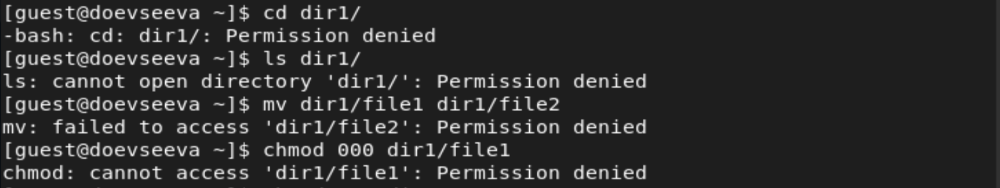 [guest@doevseeva ~]$ cd dir1/
-bash: cd: dir1/: Permission denied
[guest@doevseeva ~]$ ls dir1/
ls: cannot open directory 'dir1/': Permission denied
[guest@doevseeva ~]$ mv dir1/file1 dir1/file2
mv: failed to access 'dir1/file2': Permission denied
[guest@doevseeva ~]$ chmod 000 dir1/file1
chmod: cannot access 'dir1/file1': Permission denied